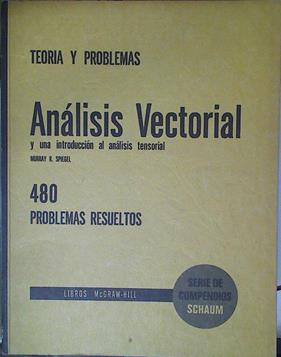 TEORIA Y PROBLEMAS
Análisis Vectorial
y una introducción al análisis tensorial
MURRAY R. SPIEGEL
480
PROBLEMAS RESUELTOS
LIBROS McGRAW-HILL
SERIE DE
COMPENDIOS
SCHAUM